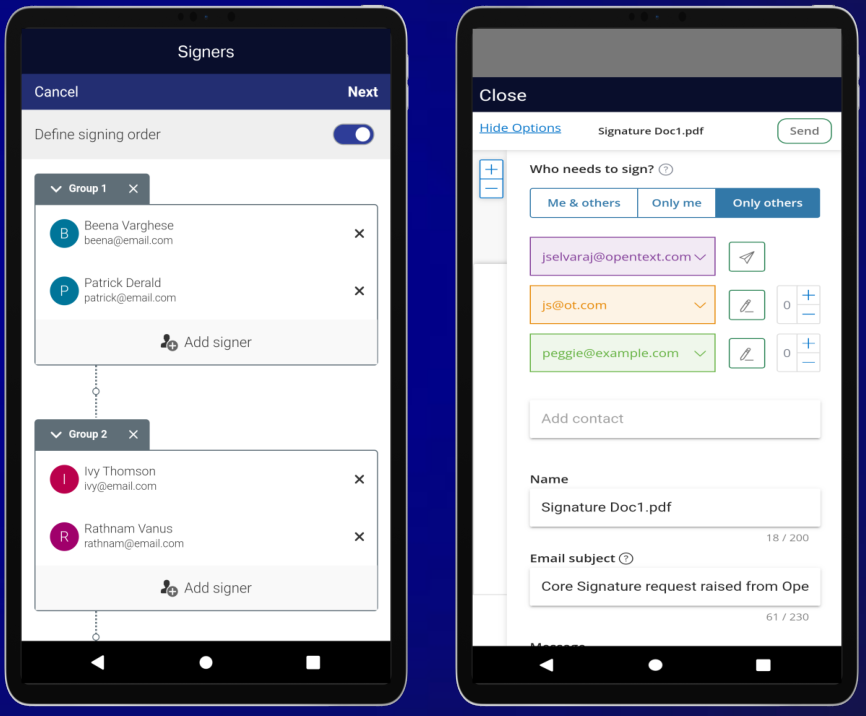 Signers
Cancel
Next
Define signing order
Group 1
B
Beena Varghese
beena@email.com
P
Patrick Derald
patrick@email.com
Add signer
Group 2
I
Ivy Thomson
ivy@email.com
R
Rathnam Vanus
rathnam@email.com
Add signer
Close
Hide Options
Signature Doc1.pdf
Send
Who needs to sign? ?
Me & others
Only me
Only others
jselvaraj@opentext.com
js@ot.com
0
peggie@example.com
0
Add contact
Name
Signature Doc1.pdf
18 / 200
Email subject ?
Core Signature request raised from Ope
61 / 230
Message